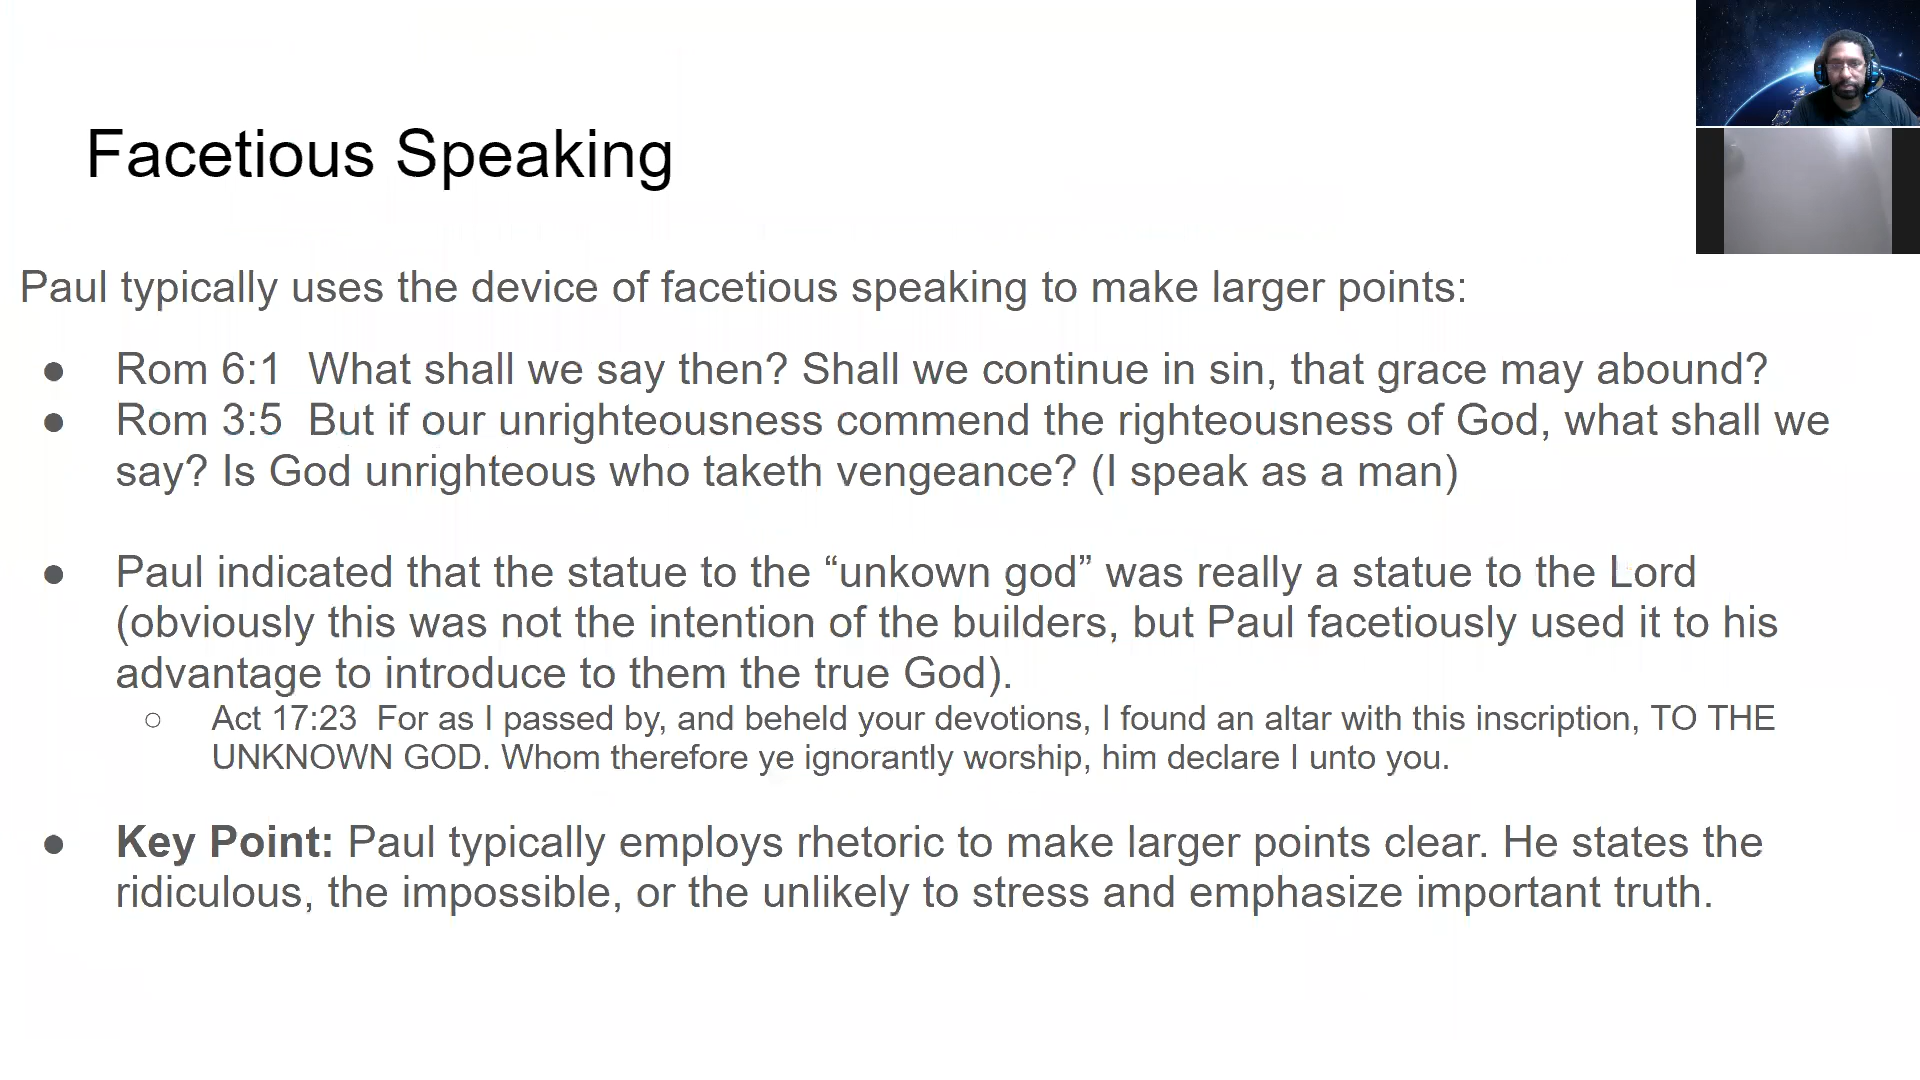 Facetious Speaking
Paul typically uses the device of facetious speaking to make larger points:
● Rom 6:1  What shall we say then? Shall we continue in sin, that grace may abound?
● Rom 3:5  But if our unrighteousness commend the righteousness of God, what shall we
say? Is God unrighteous who taketh vengeance? (I speak as a man)
● Paul indicated that the statue to the “unkown god” was really a statue to the Lord
(obviously this was not the intention of the builders, but Paul facetiously used it to his
advantage to introduce to them the true God).
○ Act 17:23  For as I passed by, and beheld your devotions, I found an altar with this inscription, TO THE
UNKNOWN GOD. Whom therefore ye ignorantly worship, him declare I unto you.
● Key Point: Paul typically employs rhetoric to make larger points clear. He states the
ridiculous, the impossible, or the unlikely to stress and emphasize important truth.